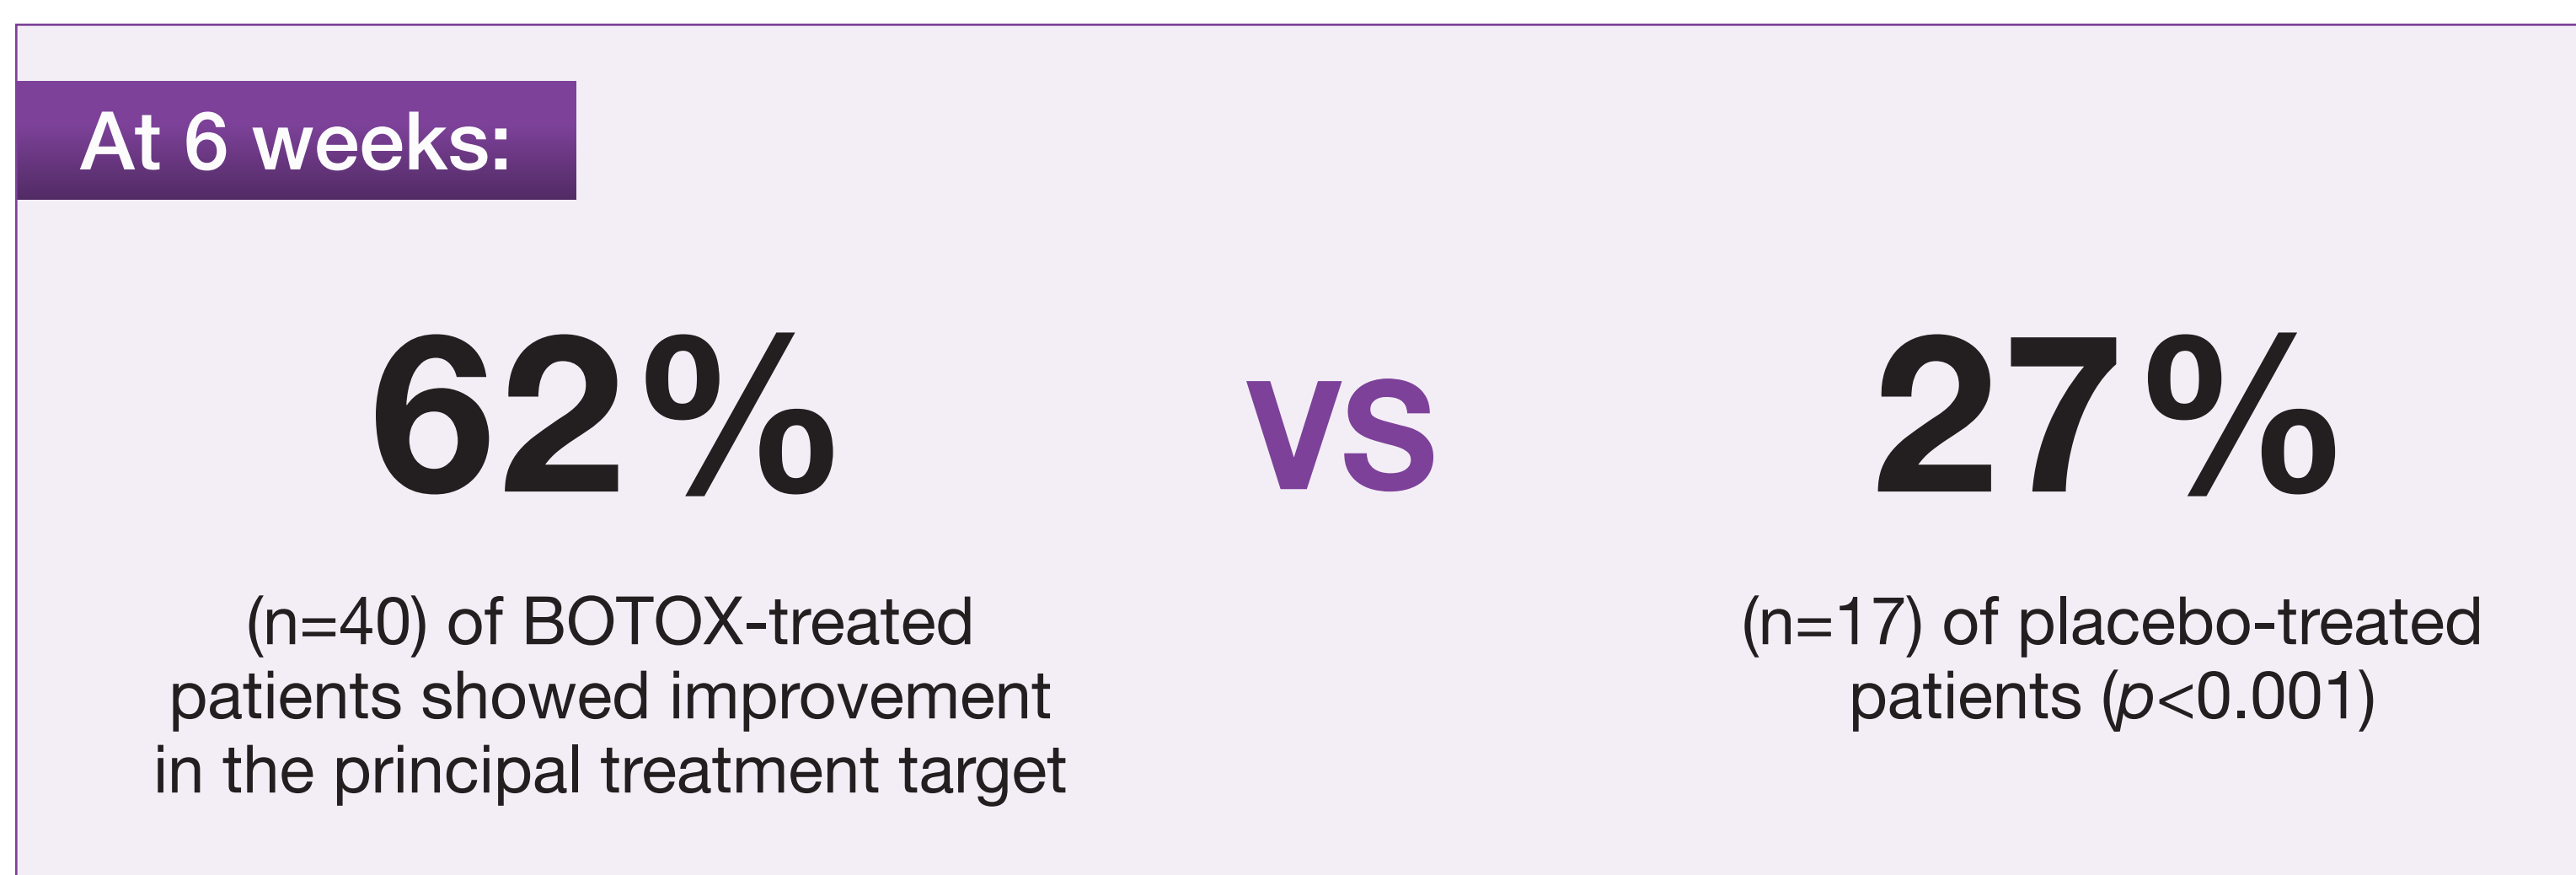 At 6 weeks:
62%
(n=40) of BOTOX-treated
patients showed improvement
in the principal treatment target
vs
27%
(n=17) of placebo-treated
patients (p<0.001)